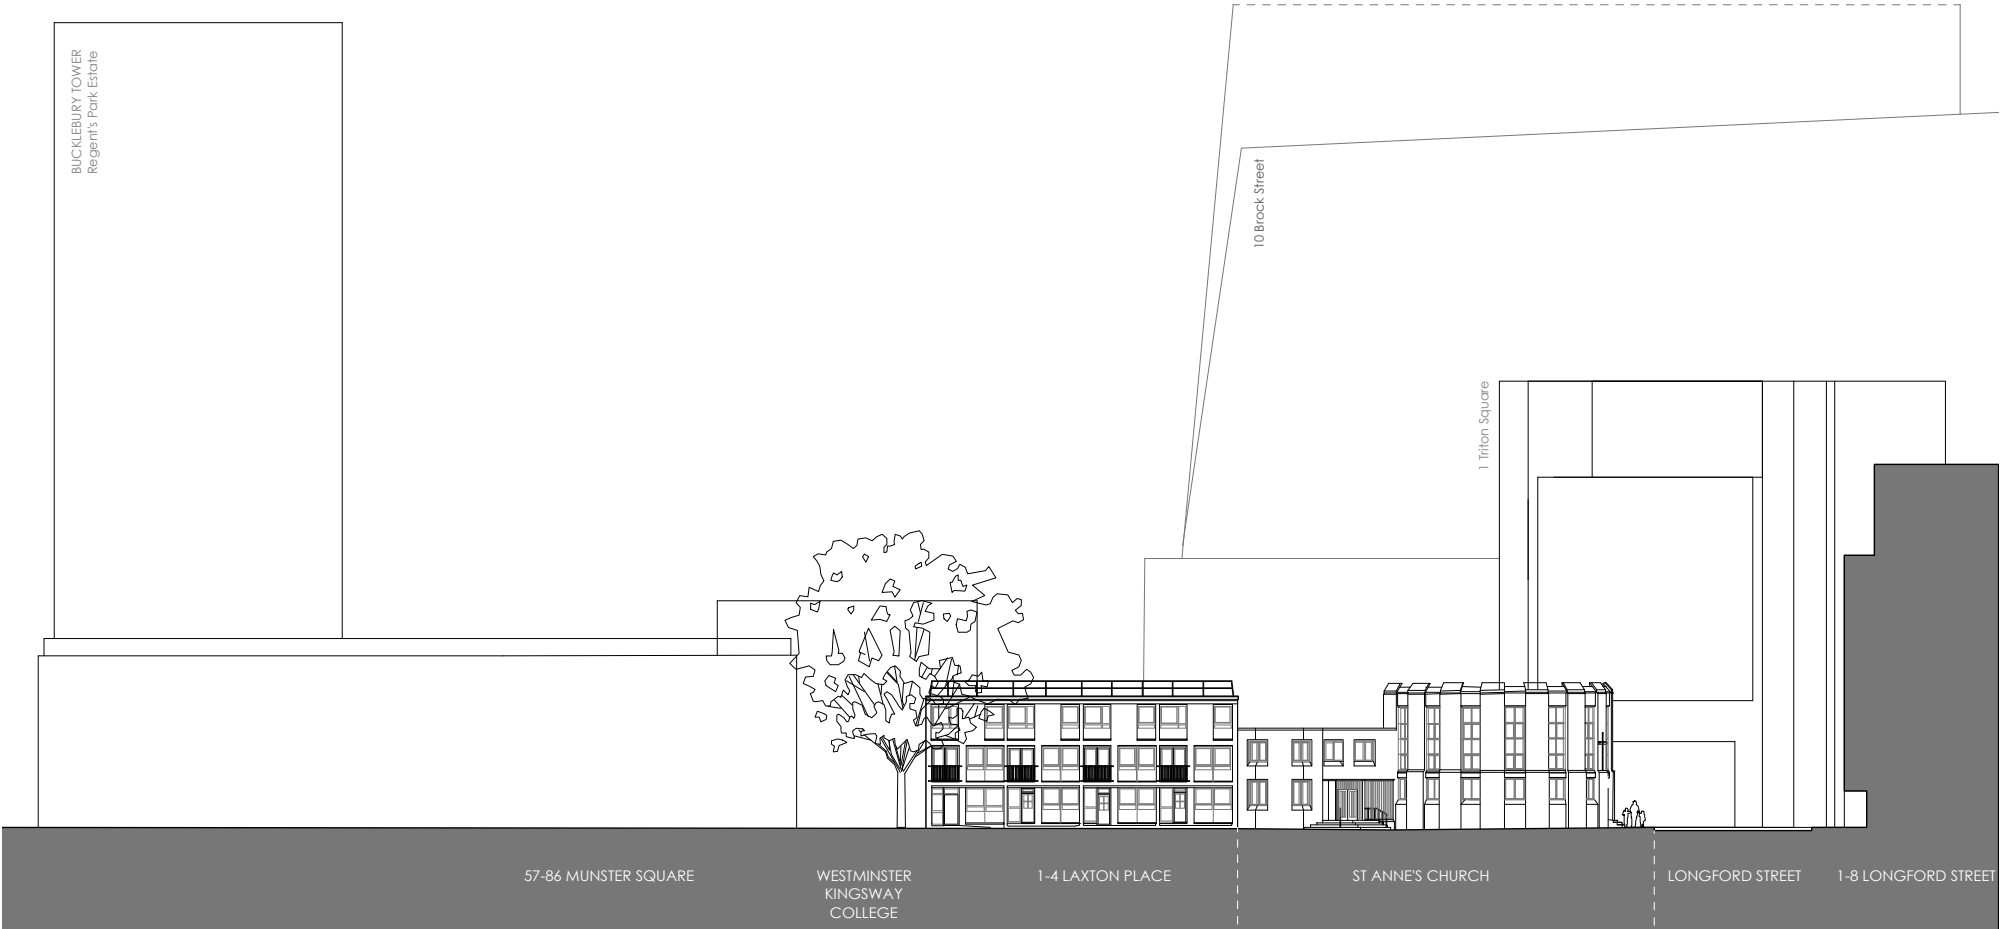 BUCKLEBURY TOWER
Regent's Park Estate
10 Brock Street
1 Triton Square
57-86 MUNSTER SQUARE
WESTMINSTER
KINGSWAY
COLLEGE
1-4 LAXTON PLACE
ST ANNE'S CHURCH
LONGFORD STREET
1-8 LONGFORD STREET